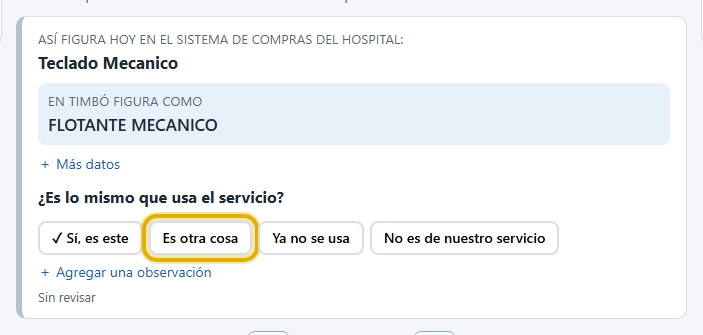 ASÍ FIGURA HOY EN EL SISTEMA DE COMPRAS DEL HOSPITAL:
Teclado Mecanico
EN TIMBÓ FIGURA COMO
FLOTANTE MECANICO
+ Más datos
¿Es lo mismo que usa el servicio?
✓ Sí, es este Es otra cosa Ya no se usa No es de nuestro servicio
+ Agregar una observación
Sin revisar